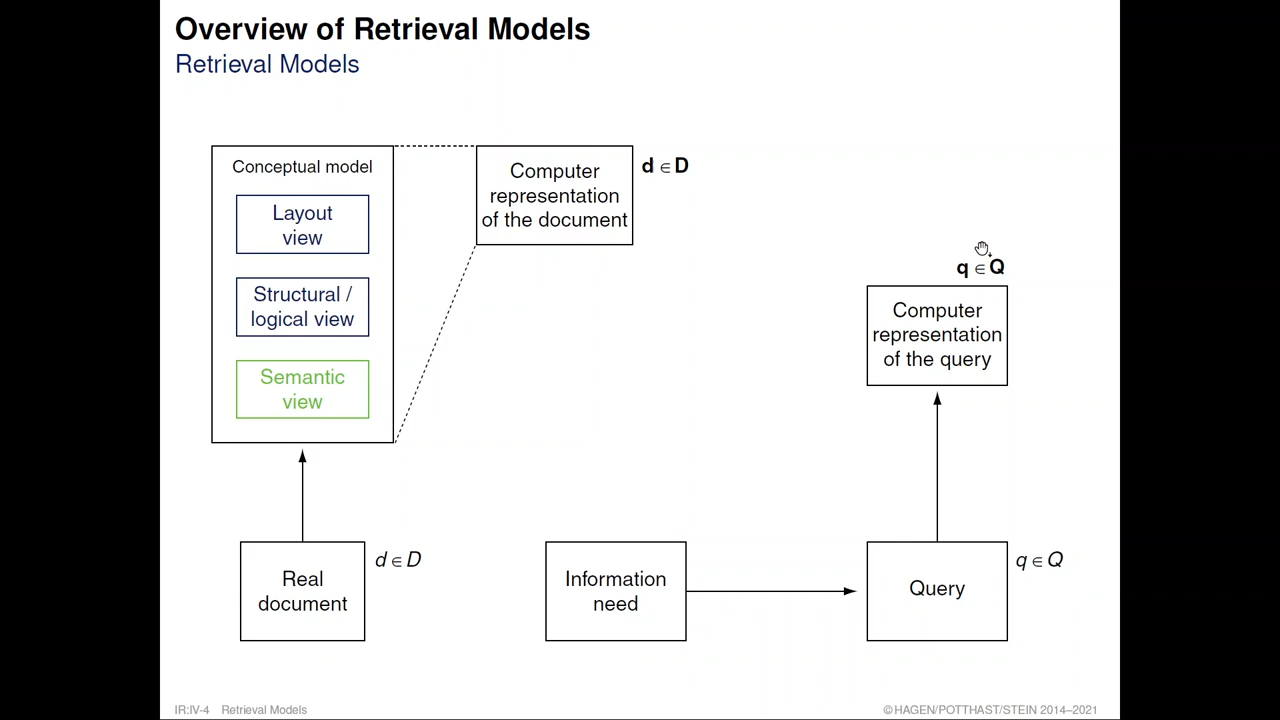 Overview of Retrieval Models
Retrieval Models
Conceptual model
Layout
view
Structural /
logical view
Semantic
view
Computer
representation
of the document
d ∈ D
q ∈ Q
Computer
representation
of the query
Real
document
d ∈ D
Information
need
Query
q ∈ Q
IR:IV-4 Retrieval Models
©HAGEN/POTTHAST/STEIN 2014–2021